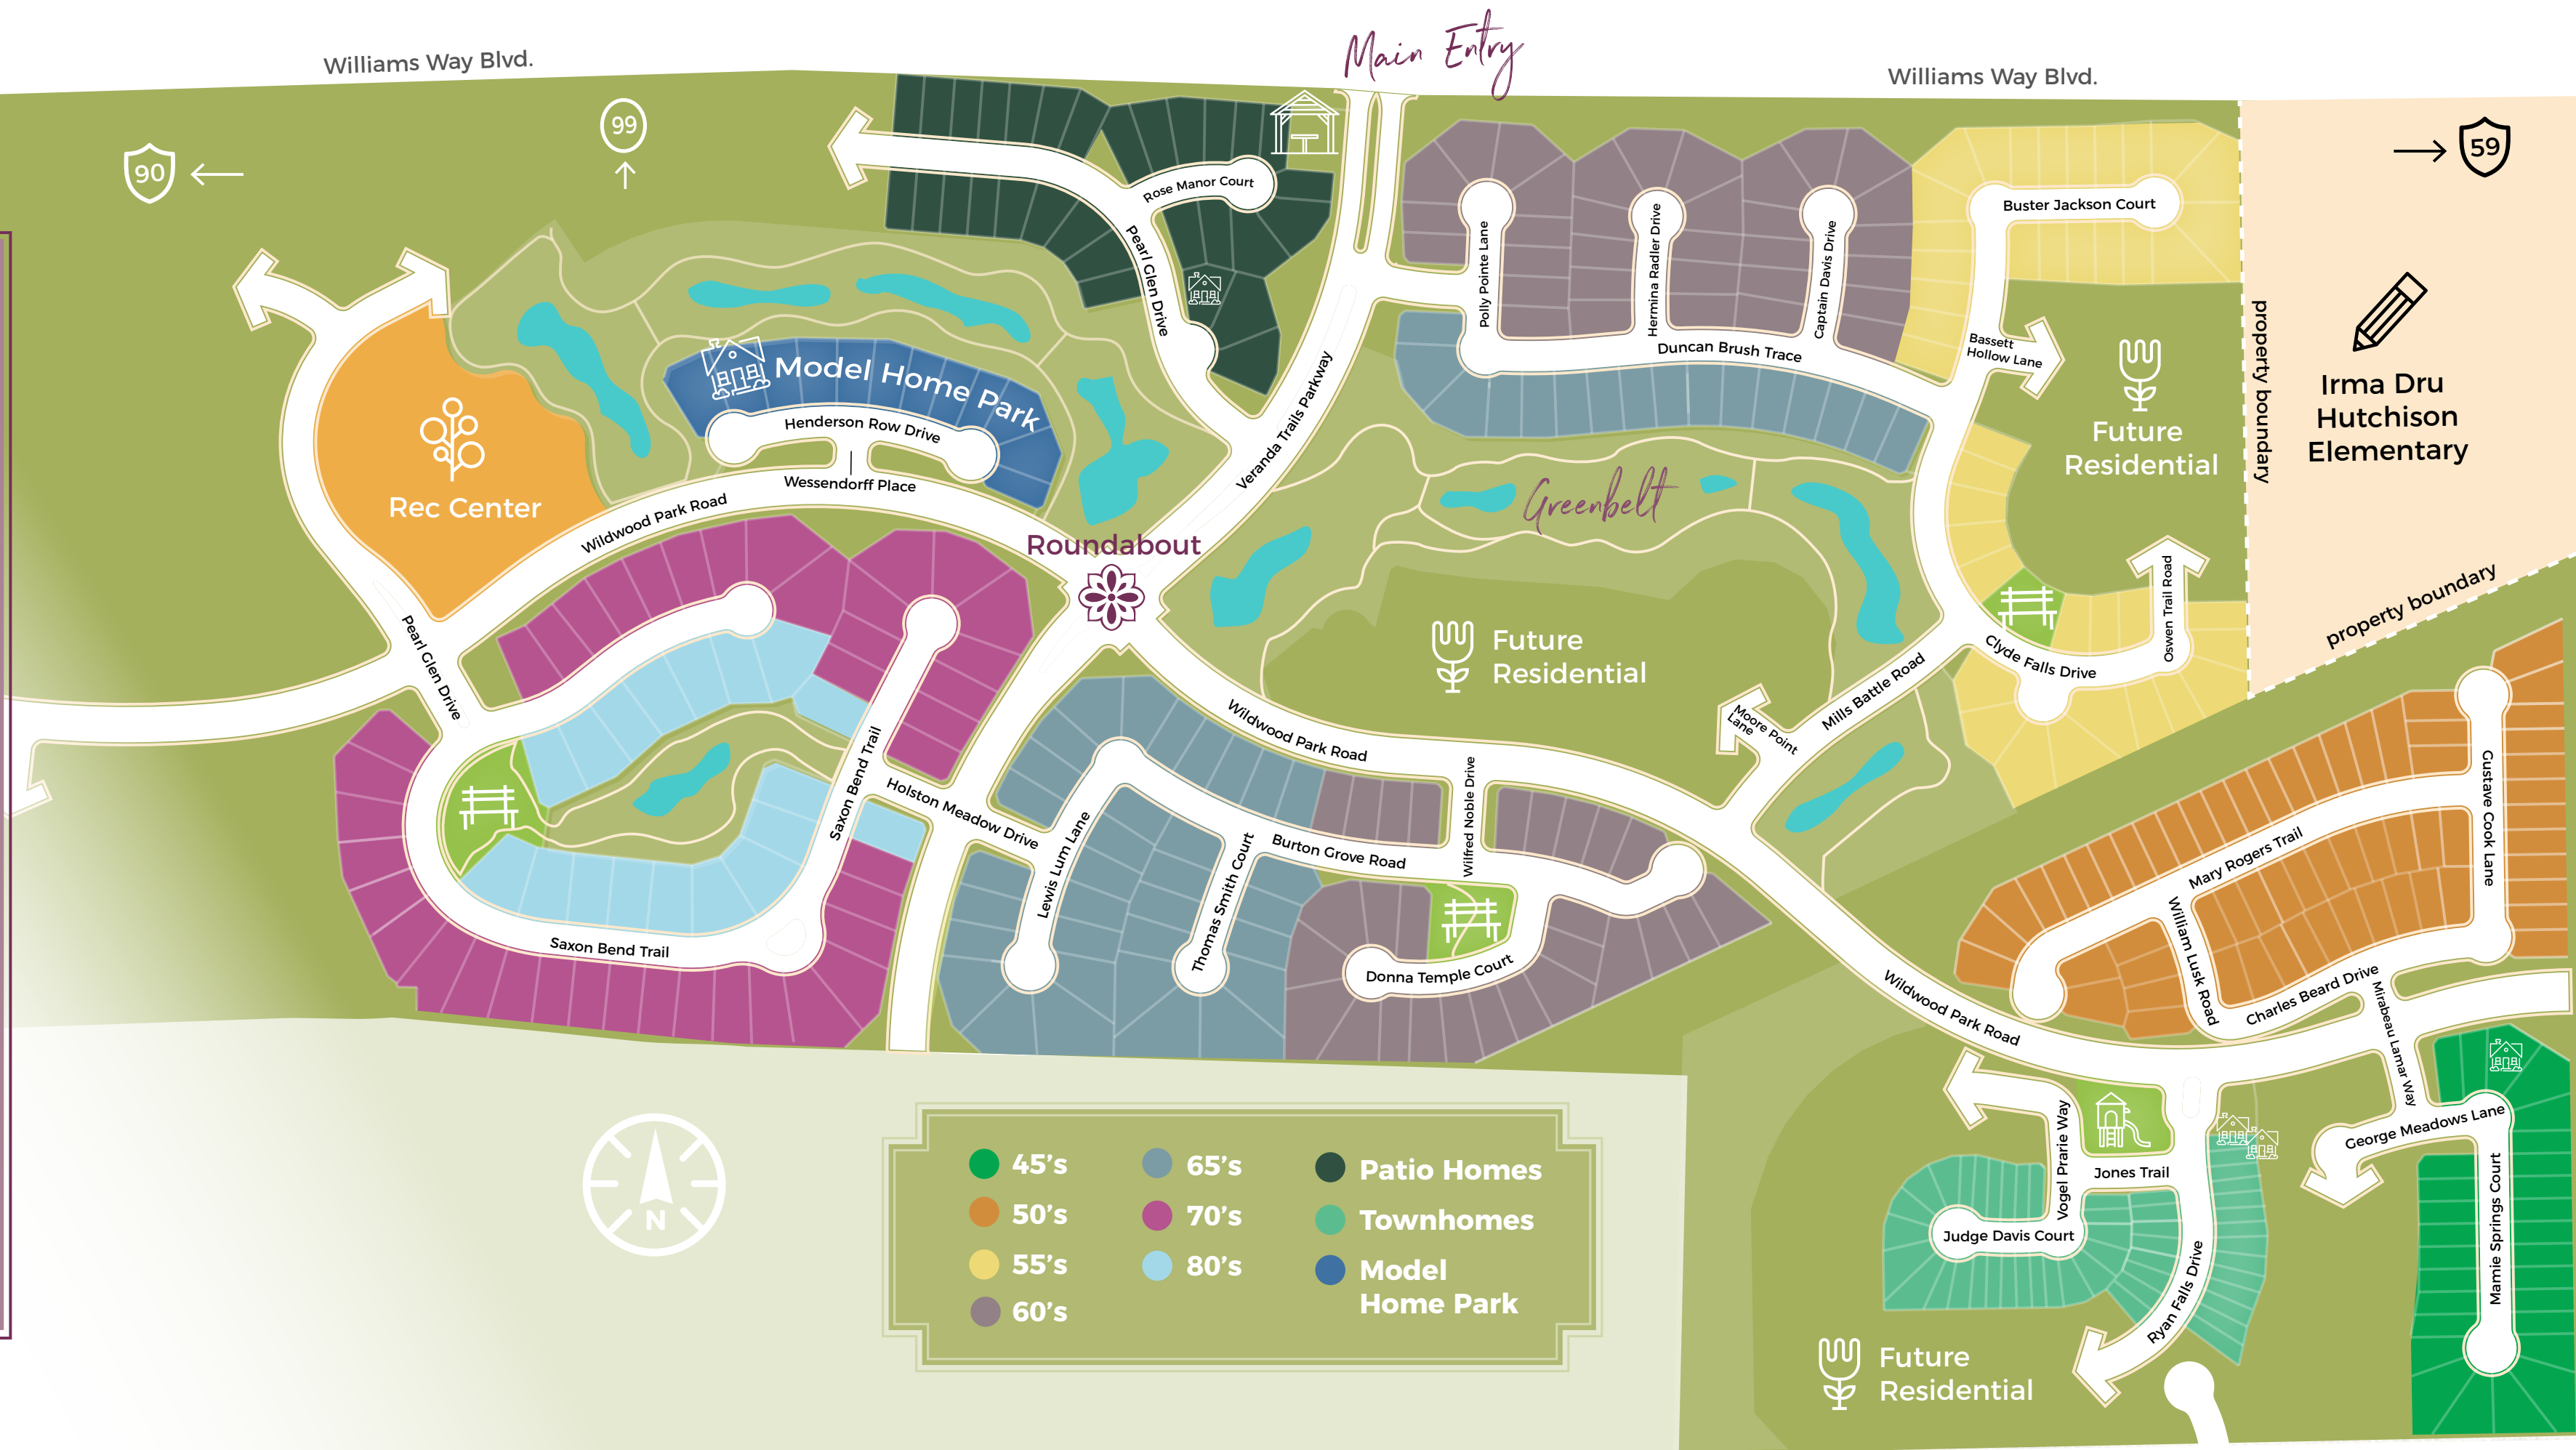 Main Entry
Williams Way Blvd.
Williams Way Blvd.
90
99
59
Rose Manor Court
Pearl Glen Drive
Buster Jackson Court
Polly Pointe Lane
Hermina Radler Drive
Captain Davis Drive
Duncan Brush Trace
Bassett
Hollow Lane
property boundary
Irma Dru
Hutchison
Elementary
Future
Residential
Model Home Park
Henderson Row Drive
Wessendorff Place
Veranda Trails Parkway
Rec Center
Wildwood Park Road
Greenbelt
Roundabout
Oswen Trail Road
property boundary
Clyde Falls Drive
Pearl Glen Drive
Future
Residential
Mills Battle Road
Moore Point
Lane
Wildwood Park Road
Saxon Bend Trail
Holston Meadow Drive
Wilfred Noble Drive
Gustave Cook Lane
Lewis Lum Lane
Thomas Smith Court
Burton Grove Road
Mary Rogers Trail
William Lusk Road
Saxon Bend Trail
Donna Temple Court
Charles Beard Drive
Mirabeau Lamar Way
Wildwood Park Road
Vogel Prarie Way
George Meadows Lane
Jones Trail
Judge Davis Court
Mamie Springs Court
Ryan Falls Drive
Future
Residential
N
45's
50's
55's
60's
65's
70's
80's
Patio Homes
Townhomes
Model
Home Park